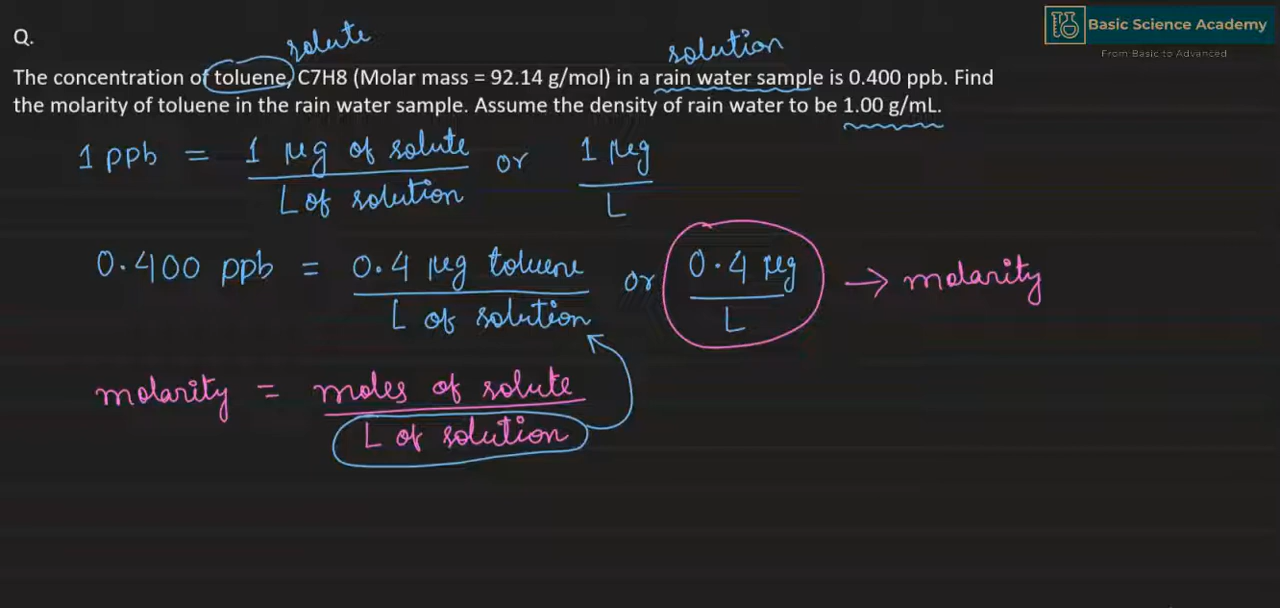 Basic Science Academy
From Basic to Advanced
Q.
solute
solution
The concentration of toluene, C7H8 (Molar mass = 92.14 g/mol) in a rain water sample is 0.400 ppb. Find
the molarity of toluene in the rain water sample. Assume the density of rain water to be 1.00 g/mL.
1 ppb = 1 μg of solute / L of solution or 1 μg / L
0.400 ppb = 0.4 μg toluene / L of solution or 0.4 μg / L → molarity
molarity = moles of solute / L of solution